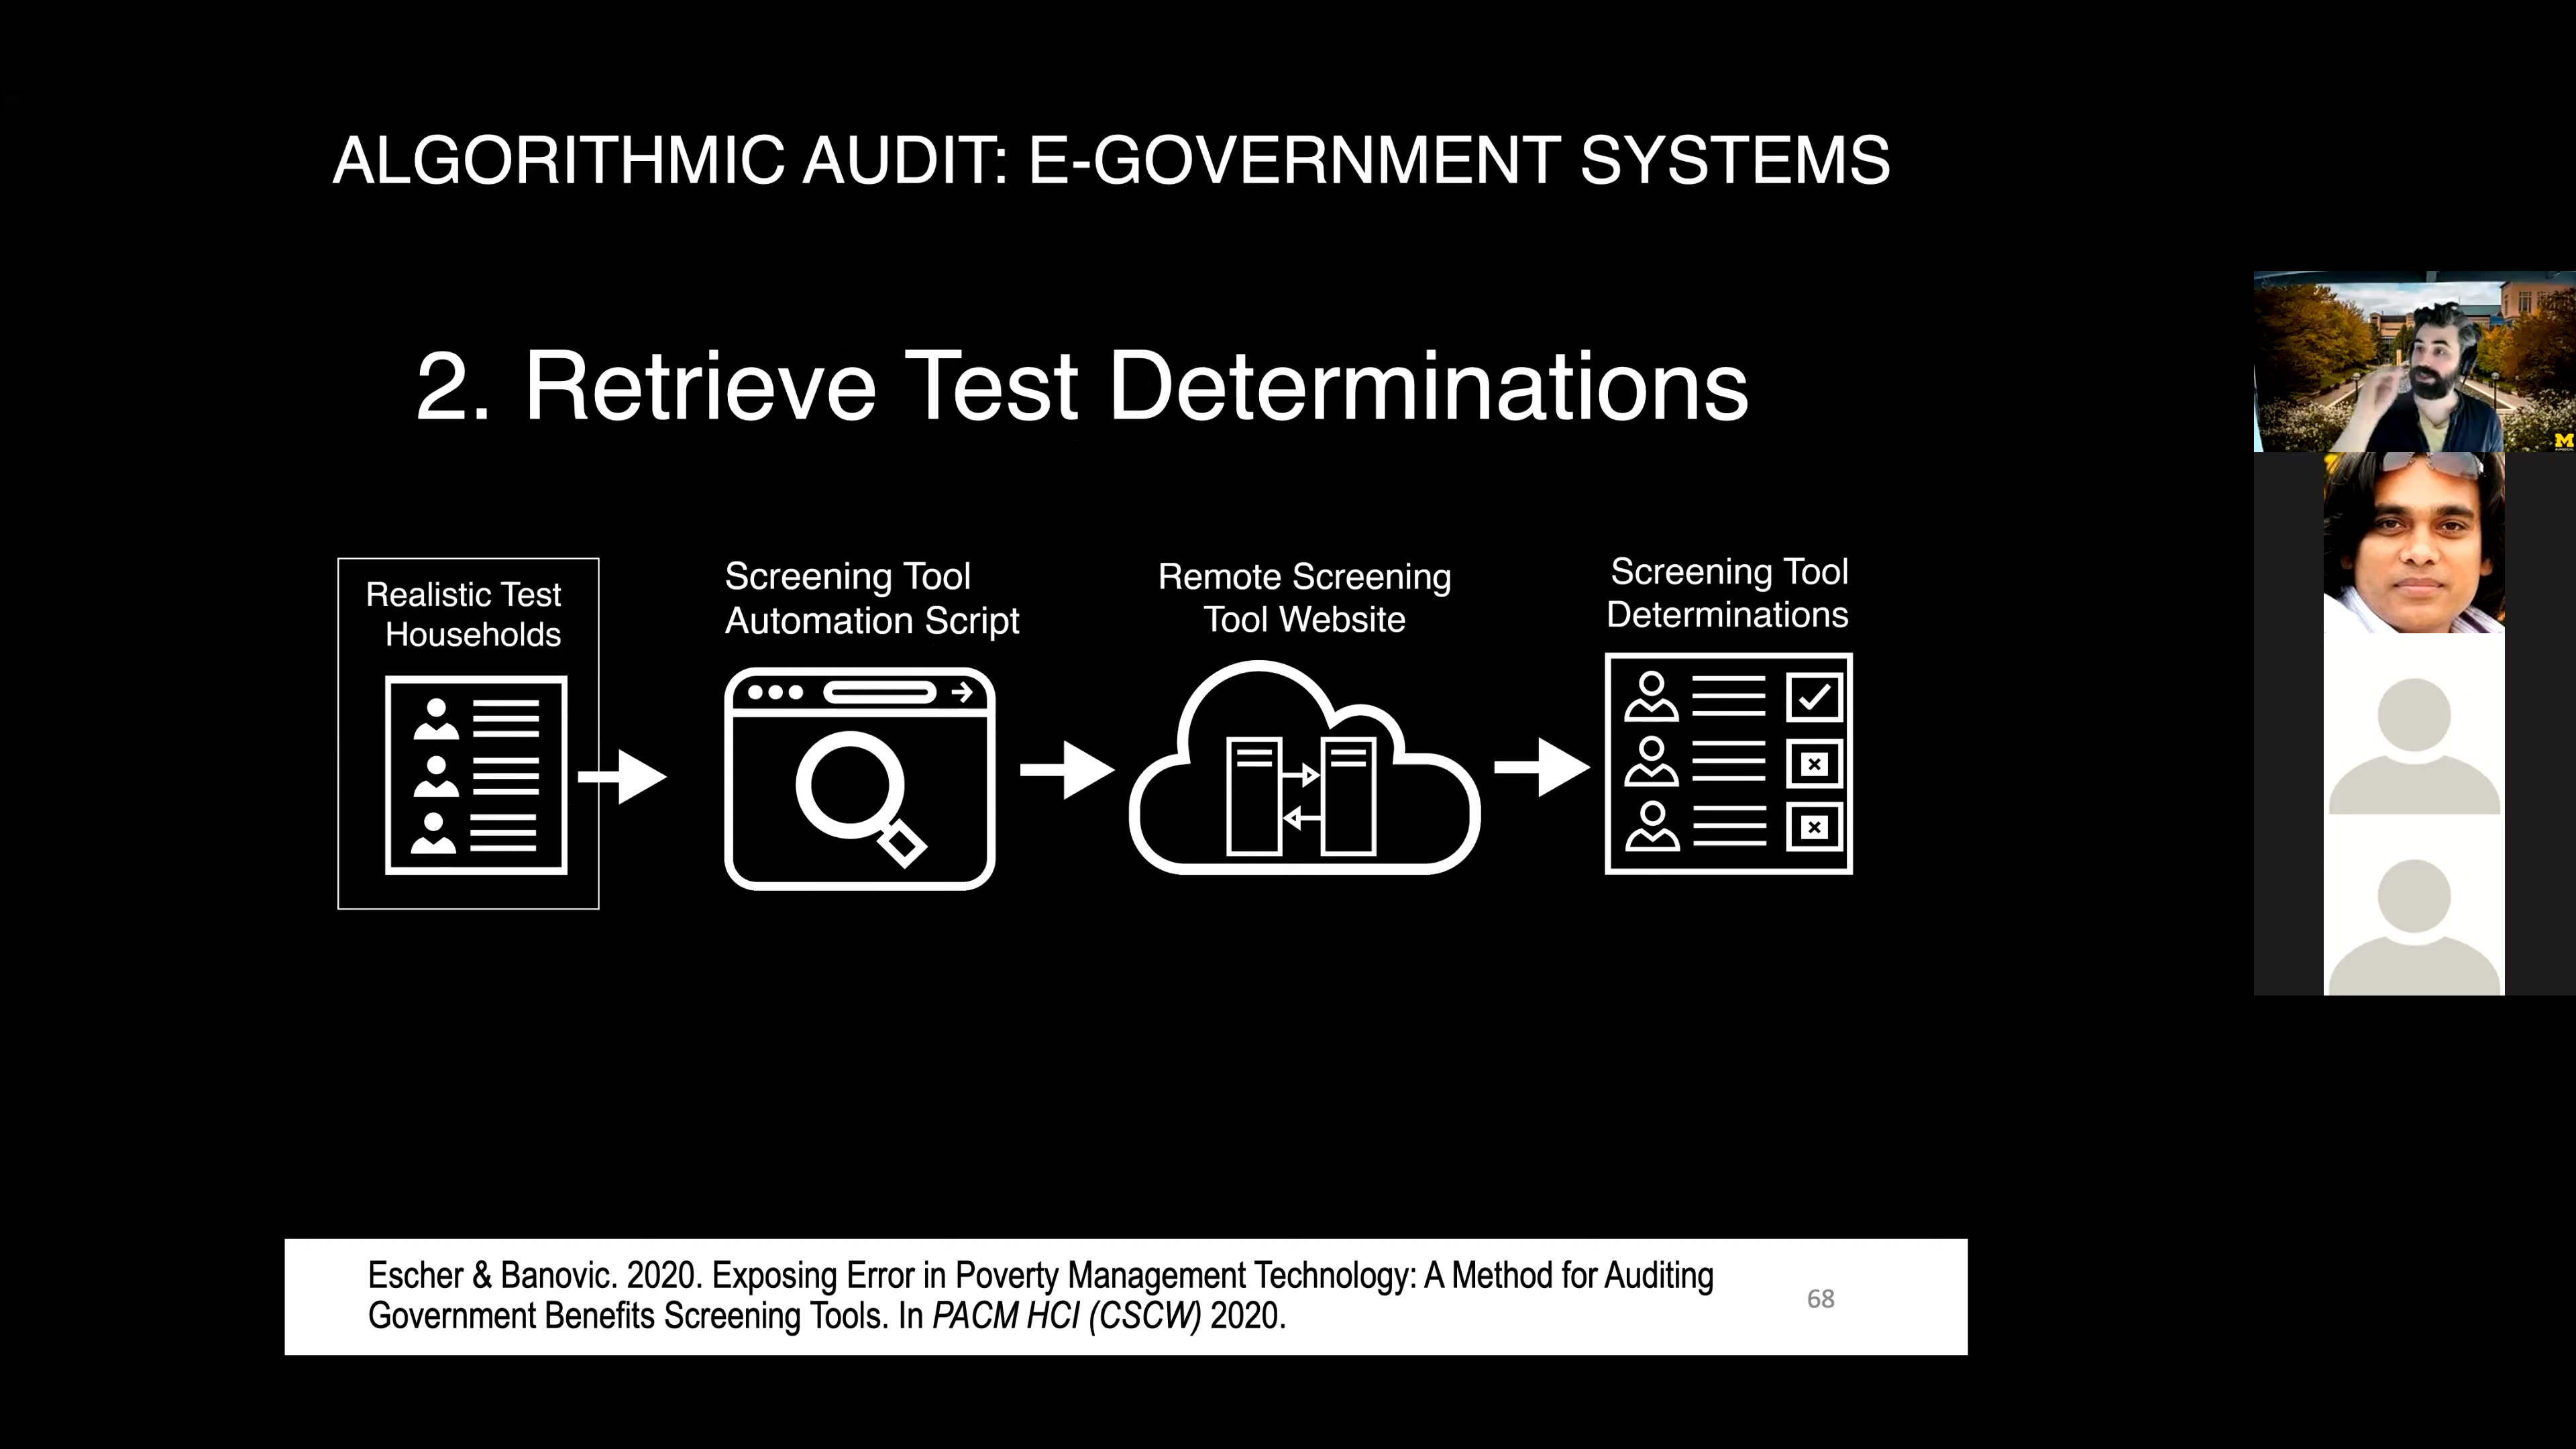 ALGORITHMIC AUDIT: E-GOVERNMENT SYSTEMS
2. Retrieve Test Determinations
Realistic Test
Households
Screening Tool
Automation Script
Remote Screening
Tool Website
Screening Tool
Determinations
Escher & Banovic. 2020. Exposing Error in Poverty Management Technology: A Method for Auditing
Government Benefits Screening Tools. In PACM HCI (CSCW) 2020.
68
M